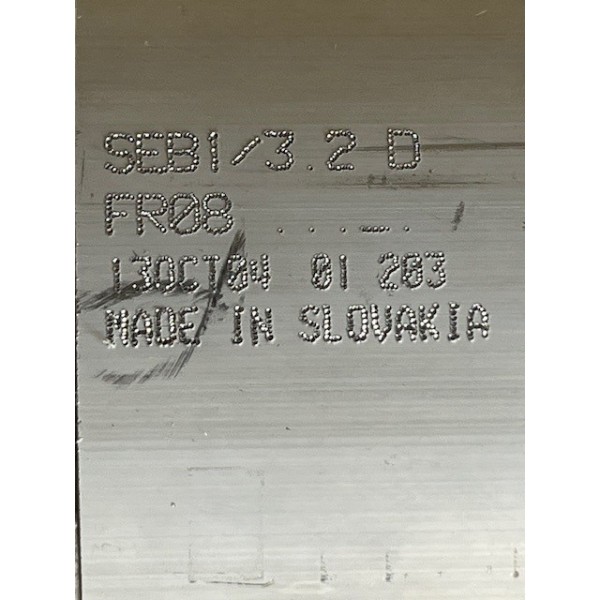 SEB1/3.2 D
FR08 ...._.
13OCT04 01 203
MADE IN SLOVAKIA